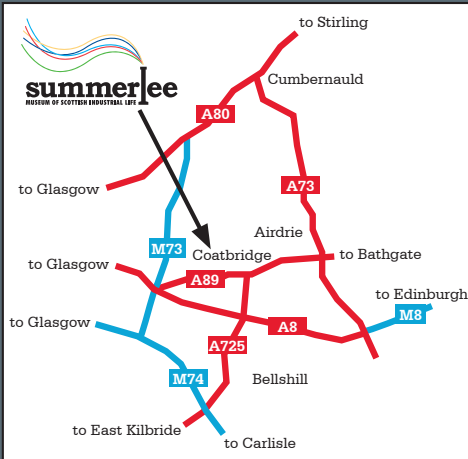 to Stirling
summerlee
MUSEUM OF SCOTTISH INDUSTRIAL LIFE
Cumbernauld
A80
to Glasgow
A73
Airdrie
M73
Coatbridge
to Bathgate
to Glasgow
A89
to Edinburgh
M8
to Glasgow
A8
A725
M74
Bellshill
to East Kilbride
to Carlisle